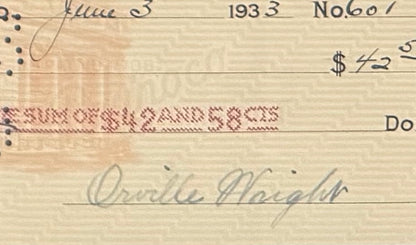 June 3 1933 No. 601
$ 42 5
SUM OF $42 AND 58 CTS
Do
Orville Wright